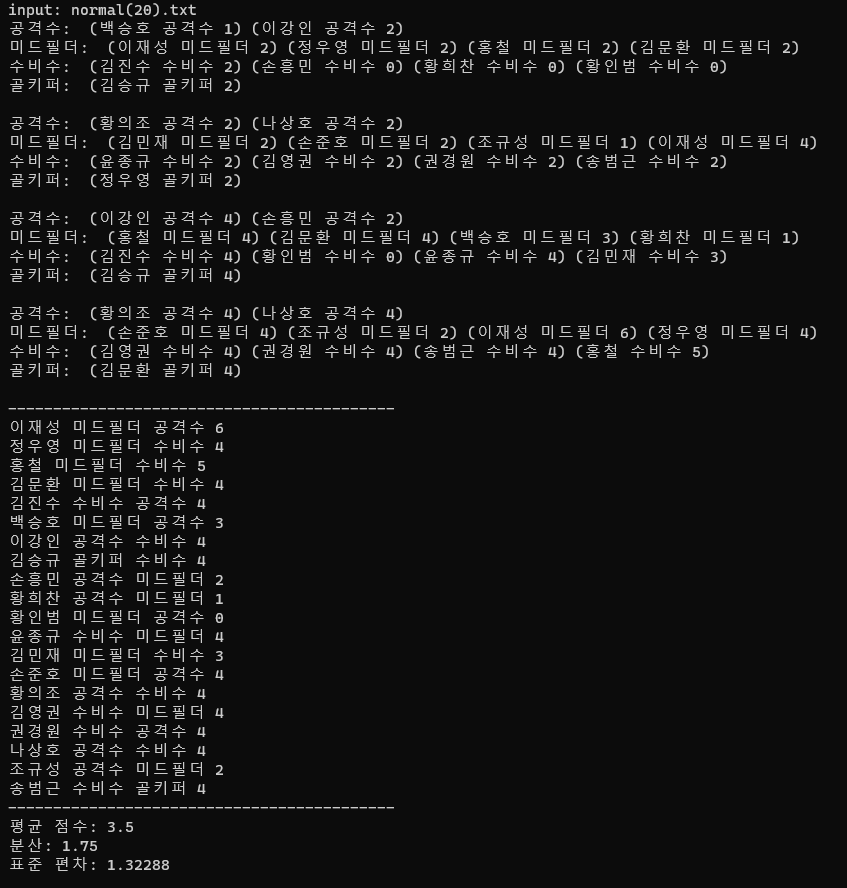 input: normal(20).txt
공격수:  (백승호 공격수 1) (이강인 공격수 2)
미드필더:  (이재성 미드필더 2) (정우영 미드필더 2) (홍철 미드필더 2) (김문환 미드필더 2)
수비수:  (김진수 수비수 2) (손흥민 수비수 0) (황희찬 수비수 0) (황인범 수비수 0)
골키퍼:  (김승규 골키퍼 2)

공격수:  (황의조 공격수 2) (나상호 공격수 2)
미드필더:  (김민재 미드필더 2) (손준호 미드필더 2) (조규성 미드필더 1) (이재성 미드필더 4)
수비수:  (윤종규 수비수 2) (김영권 수비수 2) (권경원 수비수 2) (송범근 수비수 2)
골키퍼:  (정우영 골키퍼 2)

공격수:  (이강인 공격수 4) (손흥민 공격수 2)
미드필더:  (홍철 미드필더 4) (김문환 미드필더 4) (백승호 미드필더 3) (황희찬 미드필더 1)
수비수:  (김진수 수비수 4) (황인범 수비수 0) (윤종규 수비수 4) (김민재 수비수 3)
골키퍼:  (김승규 골키퍼 4)

공격수:  (황의조 공격수 4) (나상호 공격수 4)
미드필더:  (손준호 미드필더 4) (조규성 미드필더 2) (이재성 미드필더 6) (정우영 미드필더 4)
수비수:  (김영권 수비수 4) (권경원 수비수 4) (송범근 수비수 4) (홍철 수비수 5)
골키퍼:  (김문환 골키퍼 4)

-------------------------------------------
이재성 미드필더 공격수 6
정우영 미드필더 수비수 4
홍철 미드필더 수비수 5
김문환 미드필더 수비수 4
김진수 수비수 공격수 4
백승호 미드필더 공격수 3
이강인 공격수 수비수 4
김승규 골키퍼 수비수 4
손흥민 공격수 미드필더 2
황희찬 공격수 미드필더 1
황인범 미드필더 공격수 0
윤종규 수비수 미드필더 4
김민재 미드필더 수비수 3
손준호 미드필더 공격수 4
황의조 공격수 수비수 4
김영권 수비수 미드필더 4
권경원 수비수 공격수 4
나상호 공격수 수비수 4
조규성 공격수 미드필더 2
송범근 수비수 골키퍼 4
-------------------------------------------
평균 점수: 3.5
분산: 1.75
표준 편차: 1.32288